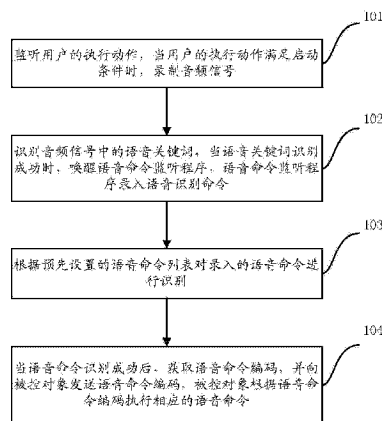 101
监听用户的执行动作，当用户的执行动作满足启动
条件时，录制音频信号
102
识别音频信号中的语音关键词，当语音关键词识别
成功时，唤醒语音命令监听程序，语音命令监听程
序录入语音识别命令
103
根据预先设置的语音命令列表对录入的语音命令进
行识别
104
当语音命令识别成功后，获取语音命令编码，并向
被控对象发送语音命令编码，被控对象根据语音命
令编码执行相应的语音命令